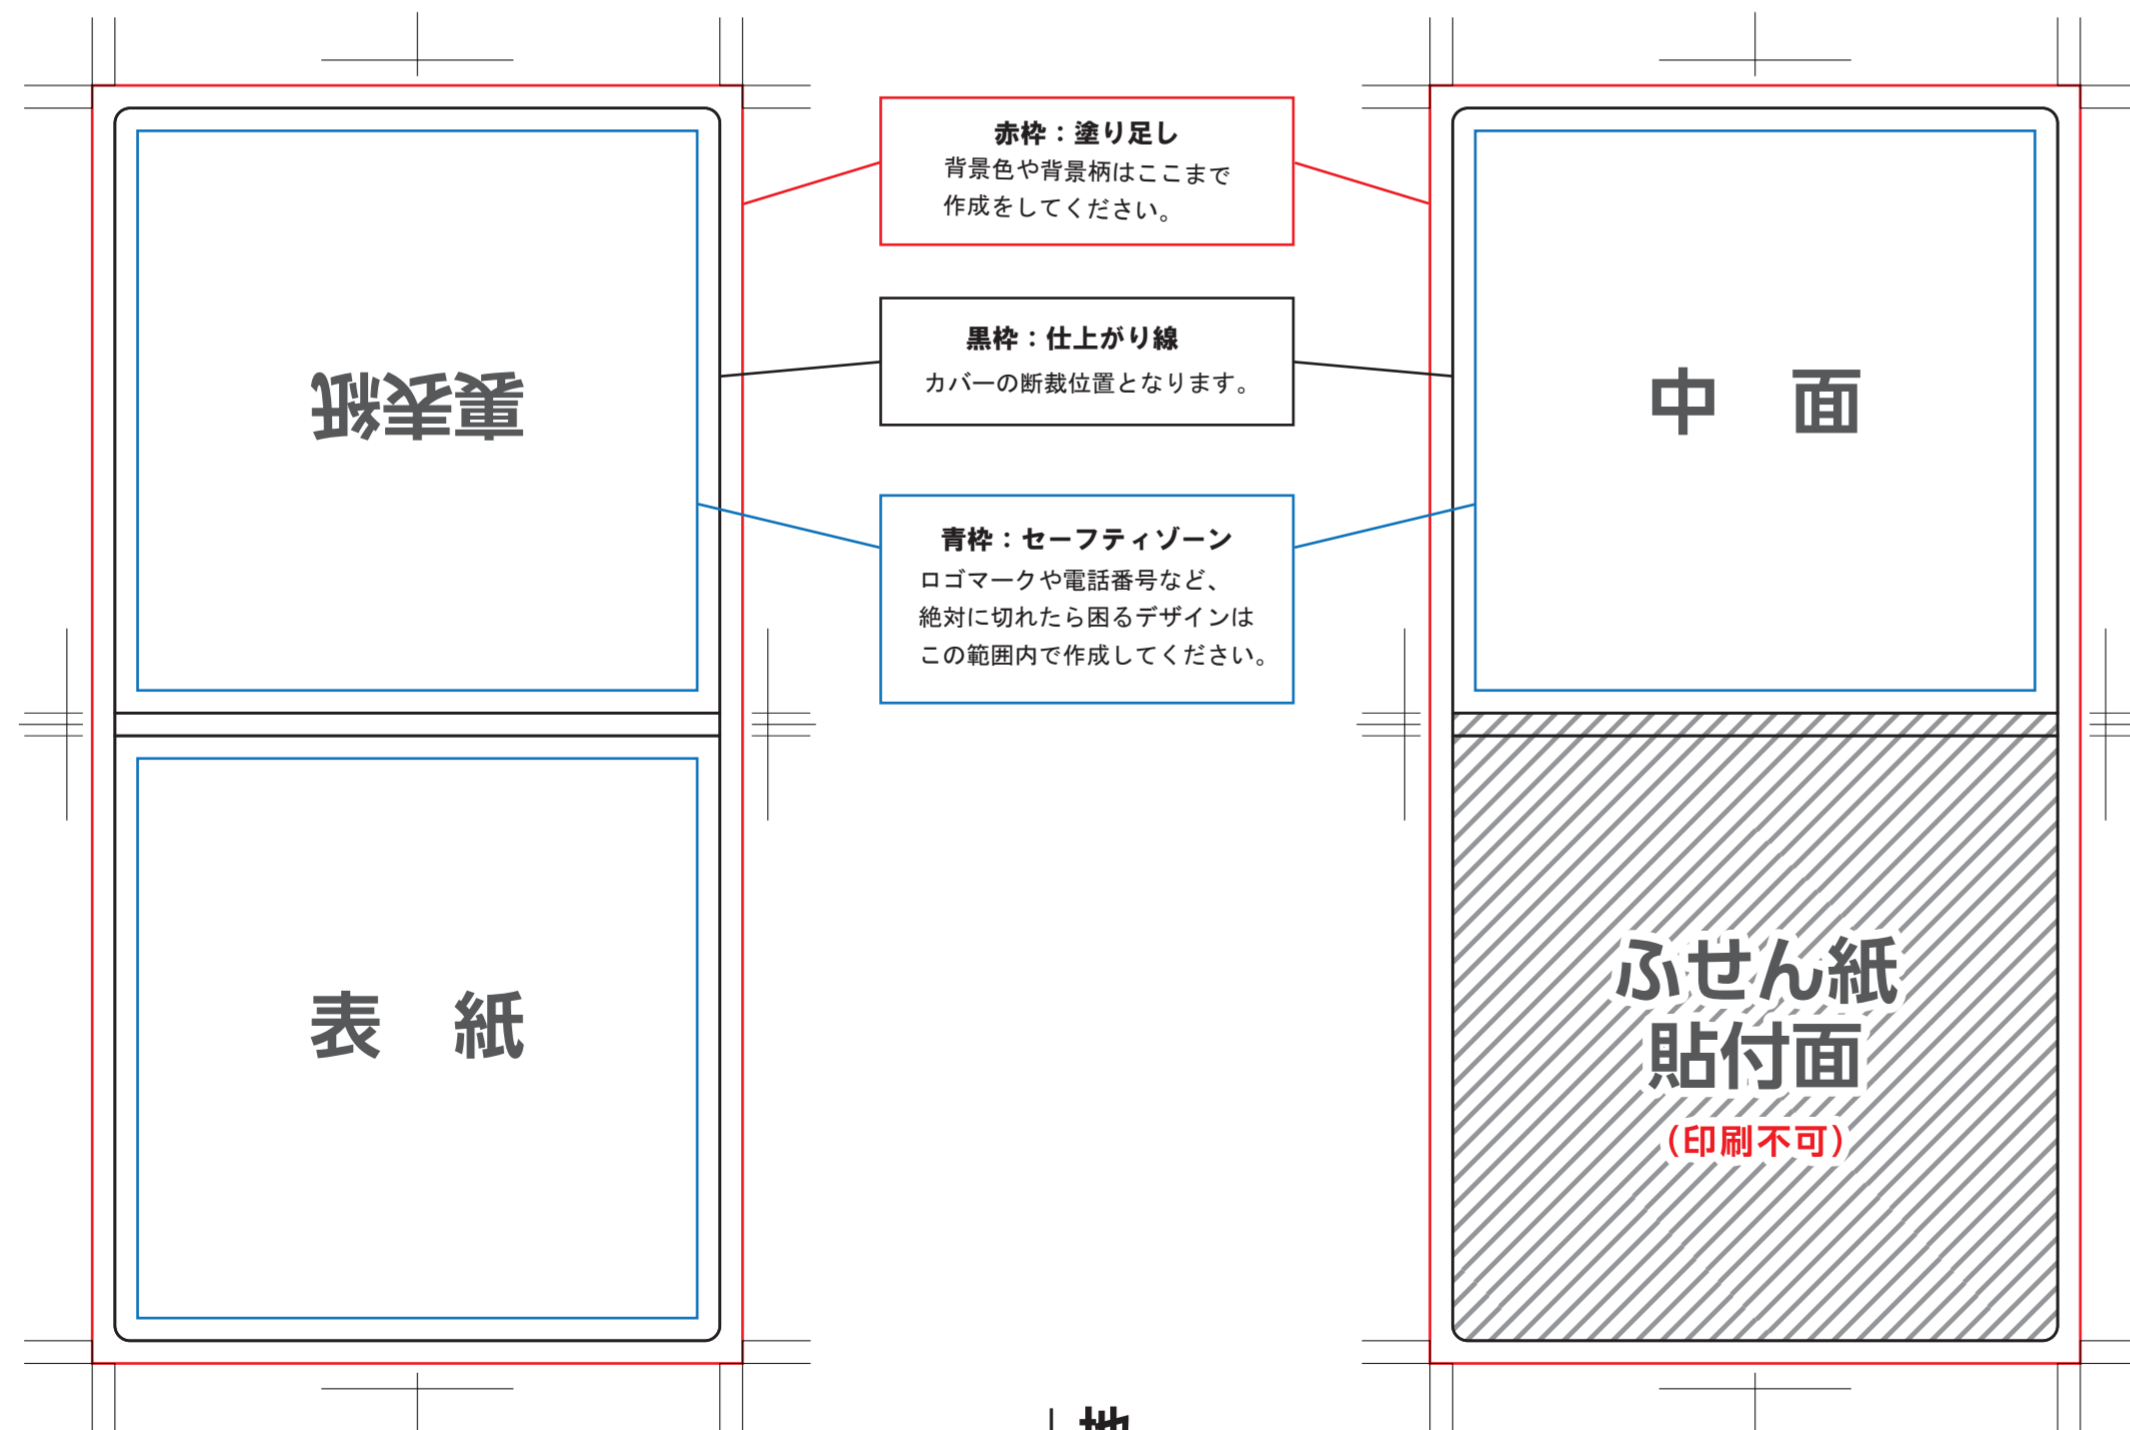 裏表紙
表　紙
赤枠：塗り足し
背景色や背景柄はここまで
作成をしてください。
黒枠：仕上がり線
カバーの断裁位置となります。
青枠：セーフティゾーン
ロゴマークや電話番号など、
絶対に切れたら困るデザインは
この範囲内で作成してください。
中　面
ふせん紙
貼付面
（印刷不可）